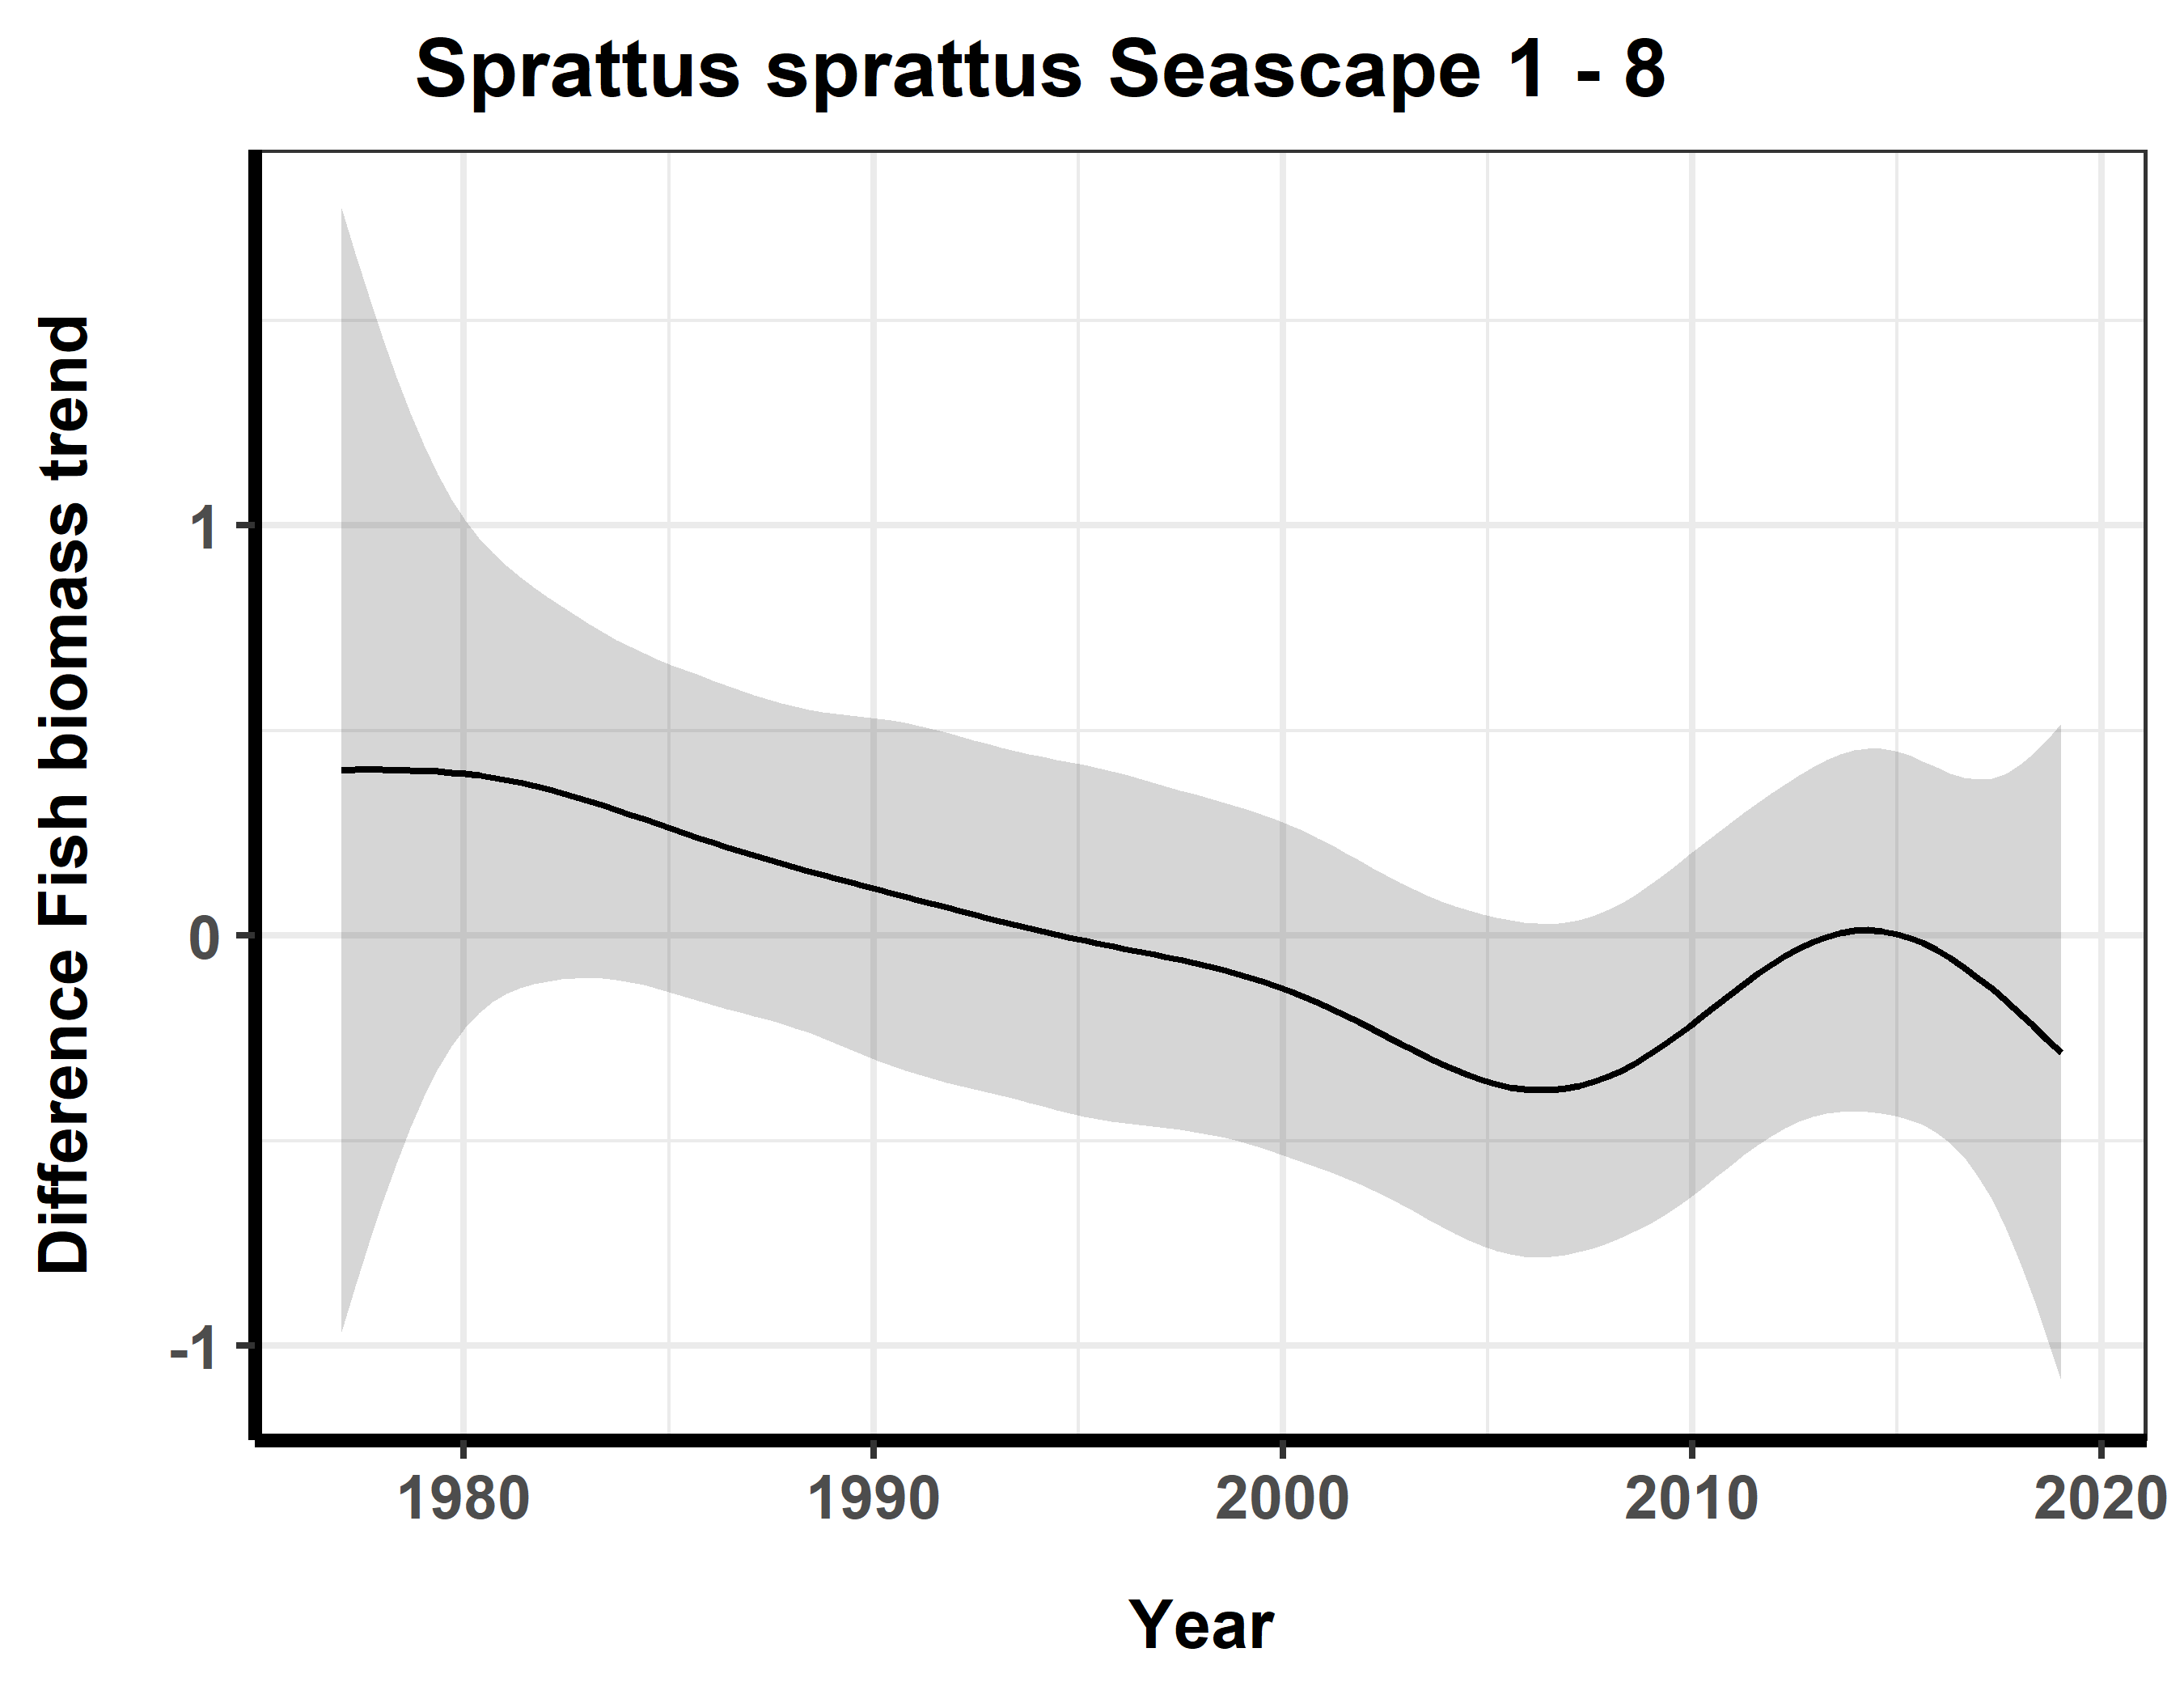 Sprattus sprattus Seascape 1 - 8
Difference Fish biomass trend
1
0
-1
1980
1990
2000
2010
2020
Year